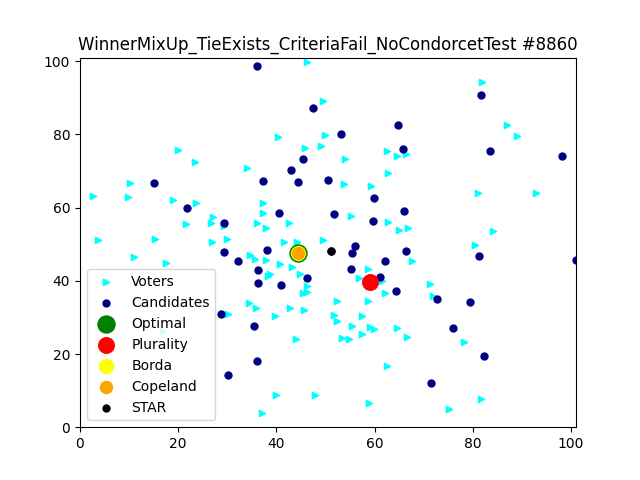 WinnerMixUp_TieExists_CriteriaFail_NoCondorcetTest #8860
100
80
60
40
20
0
Voters
Candidates
Optimal
Plurality
Borda
Copeland
STAR
0 20 40 60 80 100